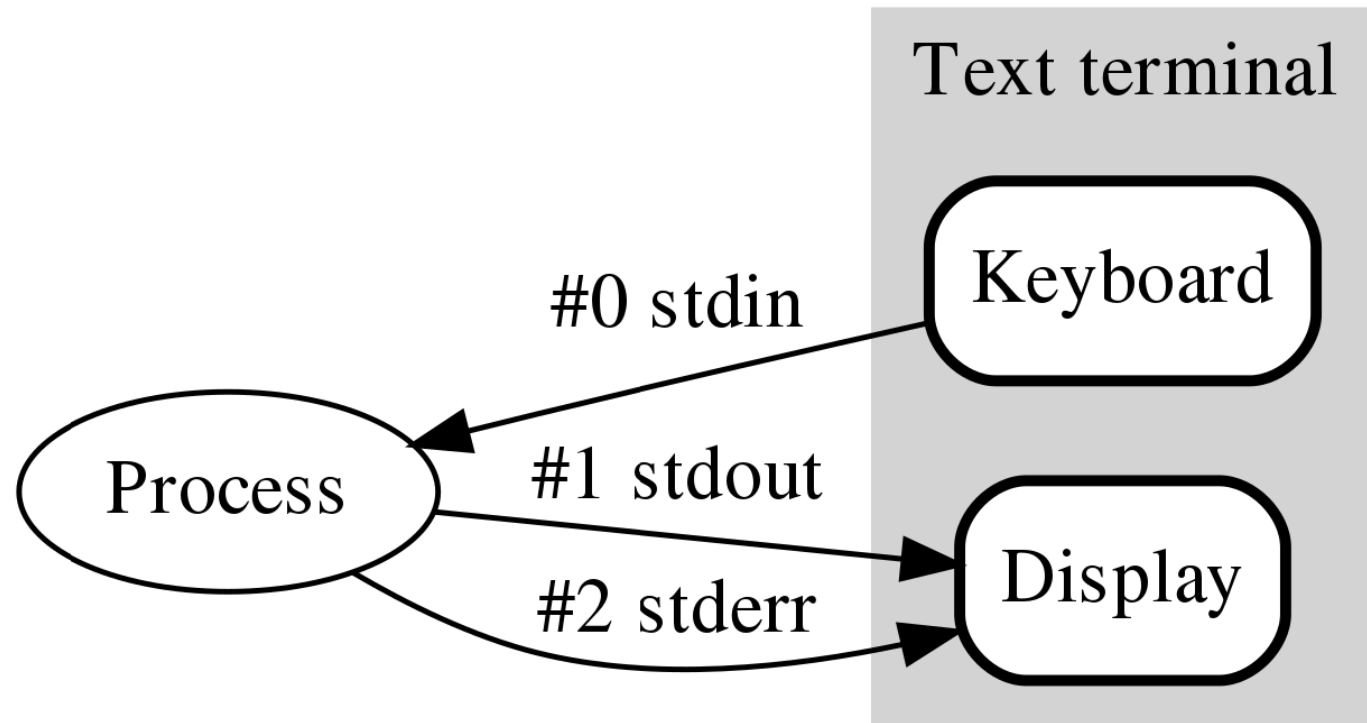 Text terminal
Keyboard
#0 stdin
Process
#1 stdout
Display
#2 stderr